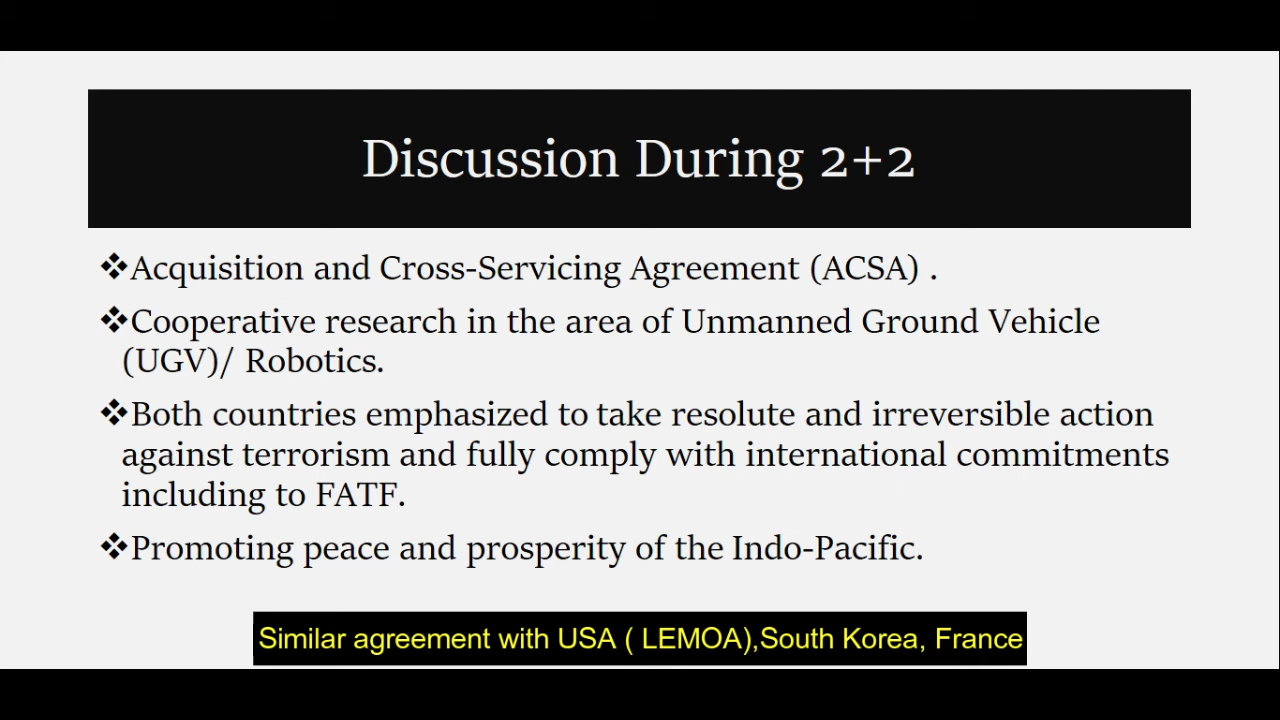 Discussion During 2+2
❖Acquisition and Cross-Servicing Agreement (ACSA) .
❖Cooperative research in the area of Unmanned Ground Vehicle
(UGV)/ Robotics.
❖Both countries emphasized to take resolute and irreversible action
against terrorism and fully comply with international commitments
including to FATF.
❖Promoting peace and prosperity of the Indo-Pacific.
Similar agreement with USA ( LEMOA),South Korea, France